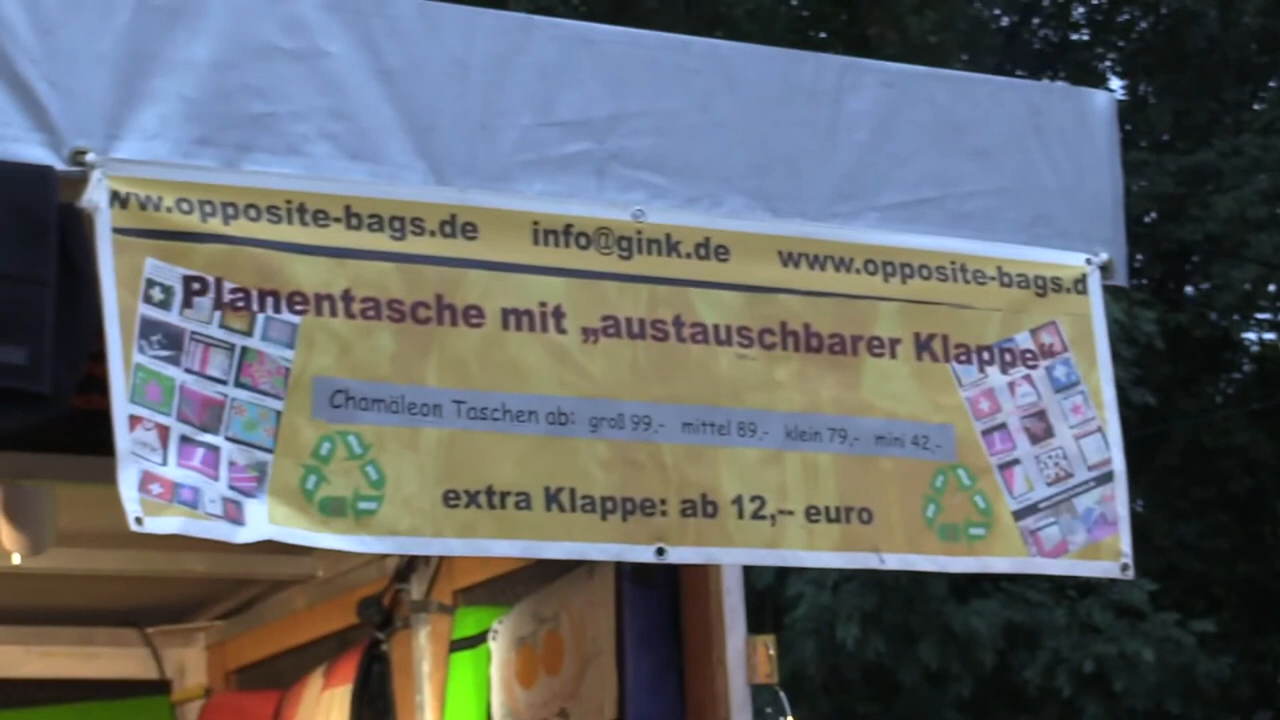 ww.opposite-bags.de info@gink.de www.opposite-bags.d
Planentasche mit „austauschbarer Klappe“
Chamäleon Taschen ab: groß 99,- mittel 89,- klein 79,- mini 42,-
extra Klappe: ab 12,-- euro